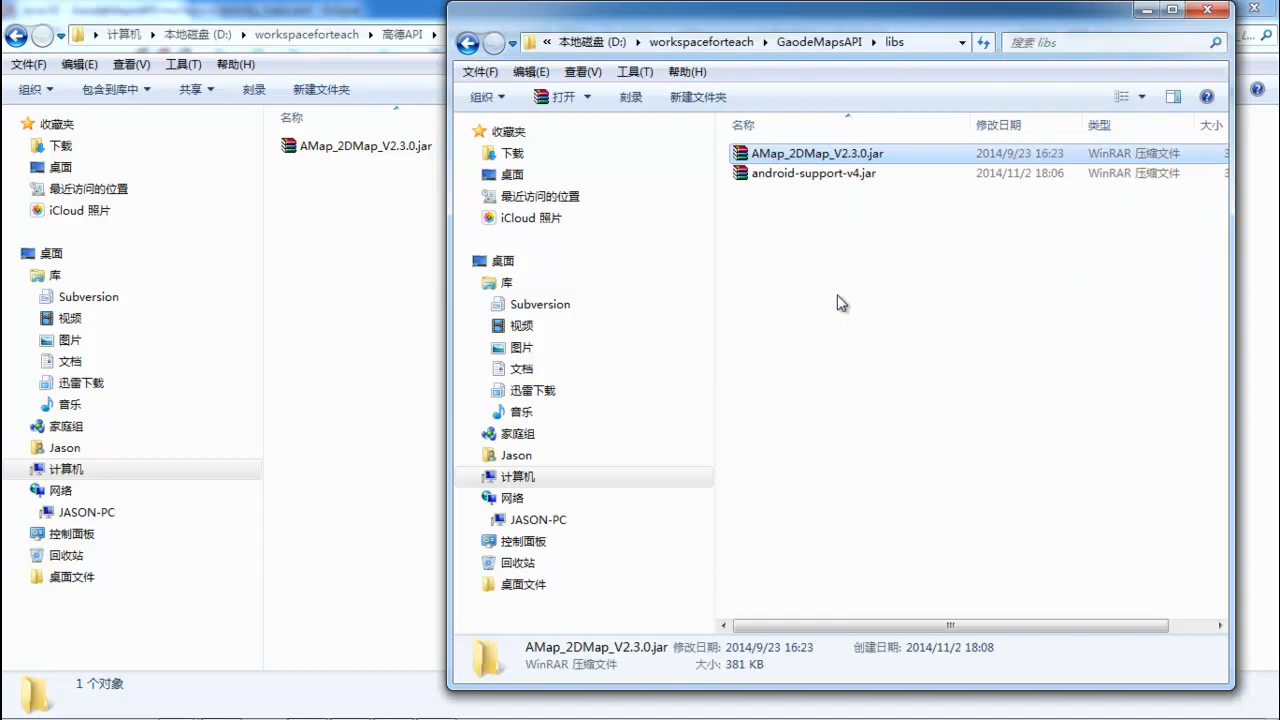 计算机
本地磁盘 (D:)
workspaceforteach
高德API
文件(F)
编辑(E)
查看(V)
工具(T)
帮助(H)
组织
包含到库中
共享
刻录
新建文件夹
收藏夹
下载
桌面
最近访问的位置
iCloud 照片
桌面
库
Subversion
视频
图片
文档
迅雷下载
音乐
家庭组
Jason
计算机
网络
JASON-PC
控制面板
回收站
桌面文件
名称
AMap_2DMap_V2.3.0.jar
1 个对象
« 本地磁盘 (D:)
workspaceforteach
GaodeMapsAPI
libs
搜索 libs
文件(F)
编辑(E)
查看(V)
工具(T)
帮助(H)
组织
打开
刻录
新建文件夹
收藏夹
下载
桌面
最近访问的位置
iCloud 照片
桌面
库
Subversion
视频
图片
文档
迅雷下载
音乐
家庭组
Jason
计算机
网络
JASON-PC
控制面板
回收站
桌面文件
名称 修改日期 类型 大小
AMap_2DMap_V2.3.0.jar 2014/9/23 16:23 WinRAR 压缩文件
android-support-v4.jar 2014/11/2 18:06 WinRAR 压缩文件
AMap_2DMap_V2.3.0.jar 修改日期: 2014/9/23 16:23 创建日期: 2014/11/2 18:08
WinRAR 压缩文件 大小: 381 KB